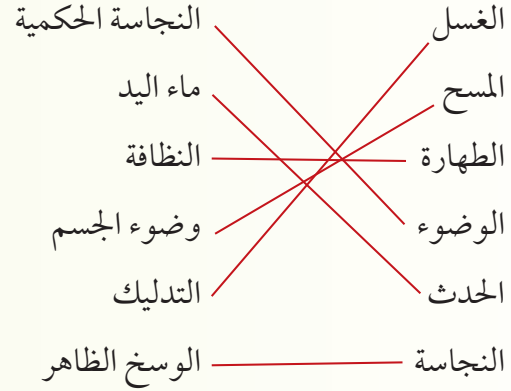 الغسل النجاسة الحكمية
المسح ماء اليد
الطهارة النظافة
الوضوء وضوء الجسم
الحدث التدليك
النجاسة الوسخ الظاهر